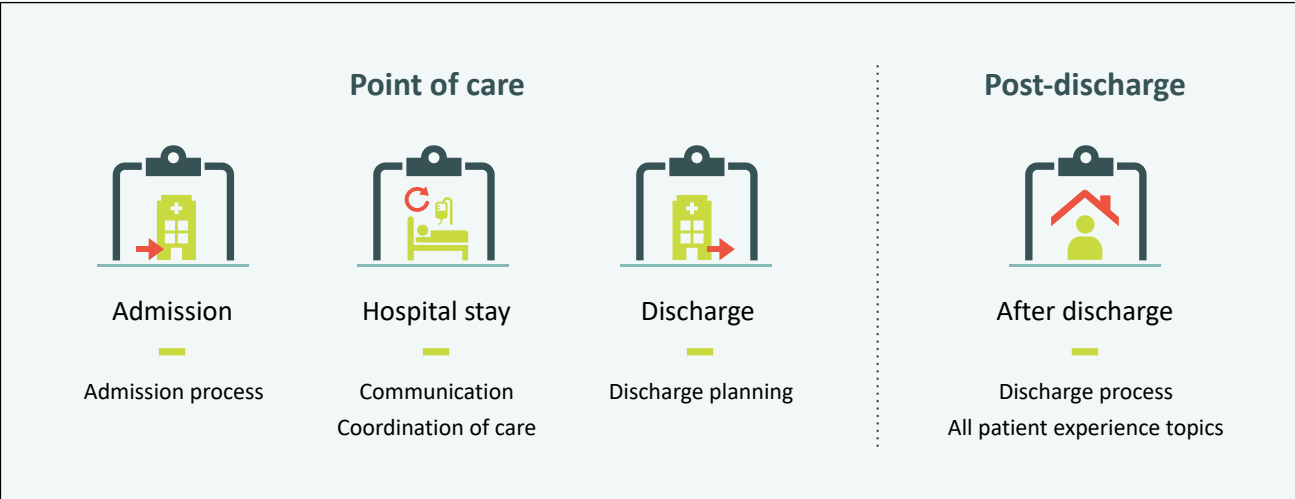 Point of care
Post-discharge
Admission
Admission process
Hospital stay
Communication
Coordination of care
Discharge
Discharge planning
After discharge
Discharge process
All patient experience topics